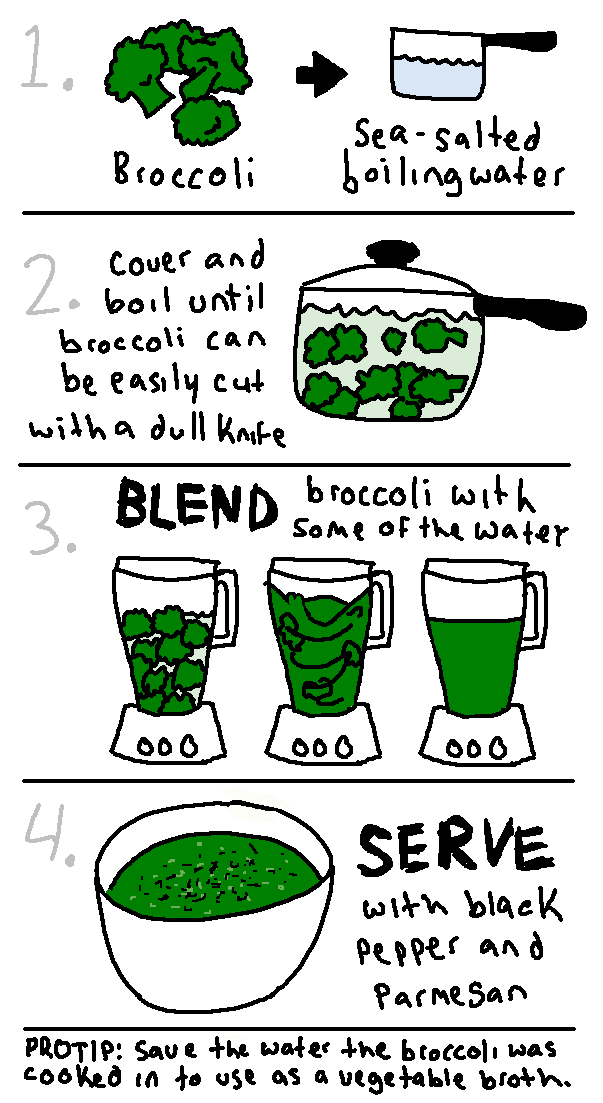 1.
Broccoli
Sea-salted
boiling water
2.
cover and
boil until
broccoli can
be easily cut
with a dull knife
3.
BLEND broccoli with
some of the water
4.
SERVE
with black
pepper and
parmesan
PROTIP: Save the water the broccoli was
cooked in to use as a vegetable broth.